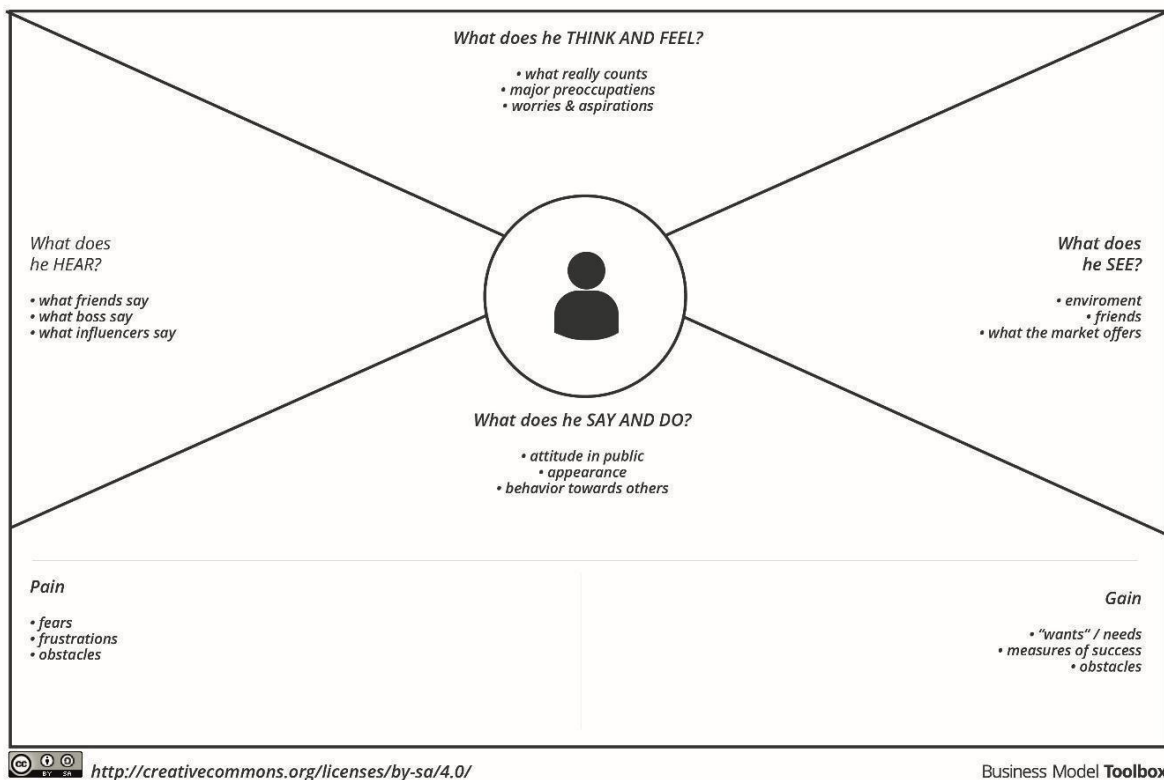 What does he THINK AND FEEL?
• what really counts
• major preoccupatiens
• worries & aspirations
What does
he HEAR?
• what friends say
• what boss say
• what influencers say
What does
he SEE?
• enviroment
• friends
• what the market offers
What does he SAY AND DO?
• attitude in public
• appearance
• behavior towards others
Pain
• fears
• frustrations
• obstacles
Gain
• “wants“ / needs
• measures of success
• obstacles
cc BY SA
http://creativecommons.org/licenses/by-sa/4.0/
Business Model Toolbox